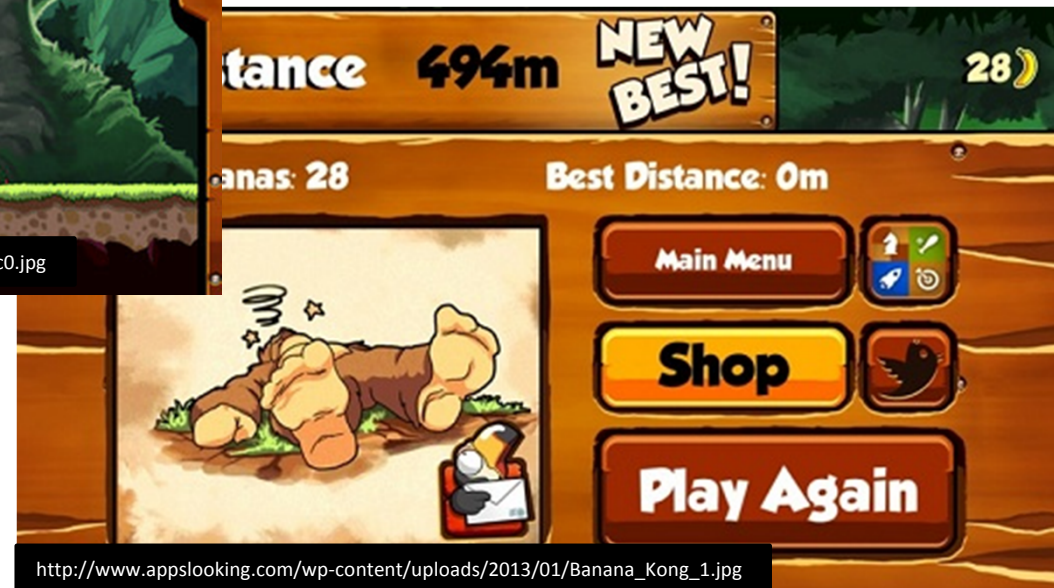 tance 494m NEW BEST! 28
anas: 28 Best Distance: 0m
Main Menu
c0.jpg
Shop
Play Again
http://www.appslooking.com/wp-content/uploads/2013/01/Banana_Kong_1.jpg